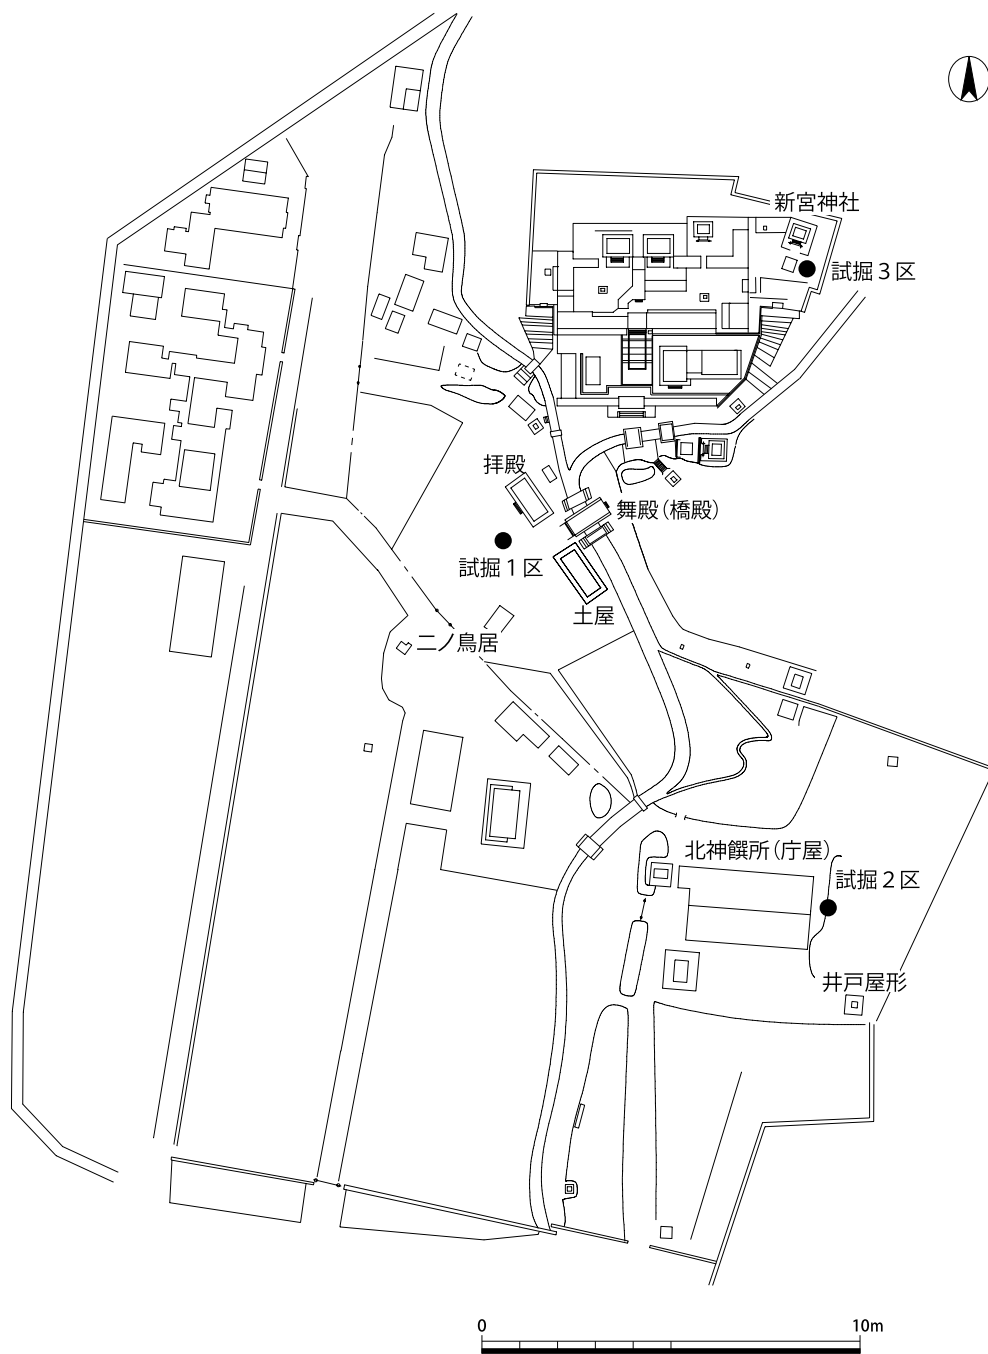 新宮神社
試掘3区
拝殿
舞殿(橋殿)
試掘1区
土屋
二ノ鳥居
北神饌所(庁屋)
試掘2区
井戸屋形
0 10m